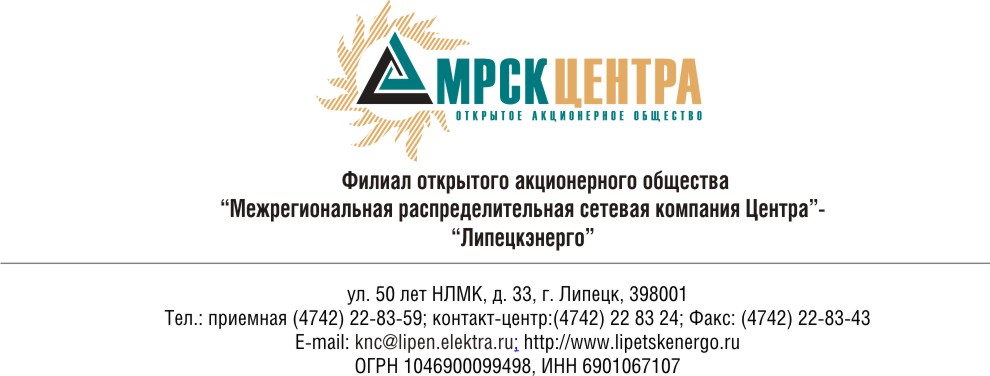 МРСК ЦЕНТРА
ОТКРЫТОЕ АКЦИОНЕРНОЕ ОБЩЕСТВО
Филиал открытого акционерного общества
“Межрегиональная распределительная сетевая компания Центра”-
“Липецкэнерго”
ул. 50 лет НЛМК, д. 33, г. Липецк, 398001
Тел.: приемная (4742) 22-83-59; контакт-центр:(4742) 22 83 24; Факс: (4742) 22-83-43
E-mail: knc@lipen.elektra.ru; http://www.lipetskenergo.ru
ОГРН 1046900099498, ИНН 6901067107